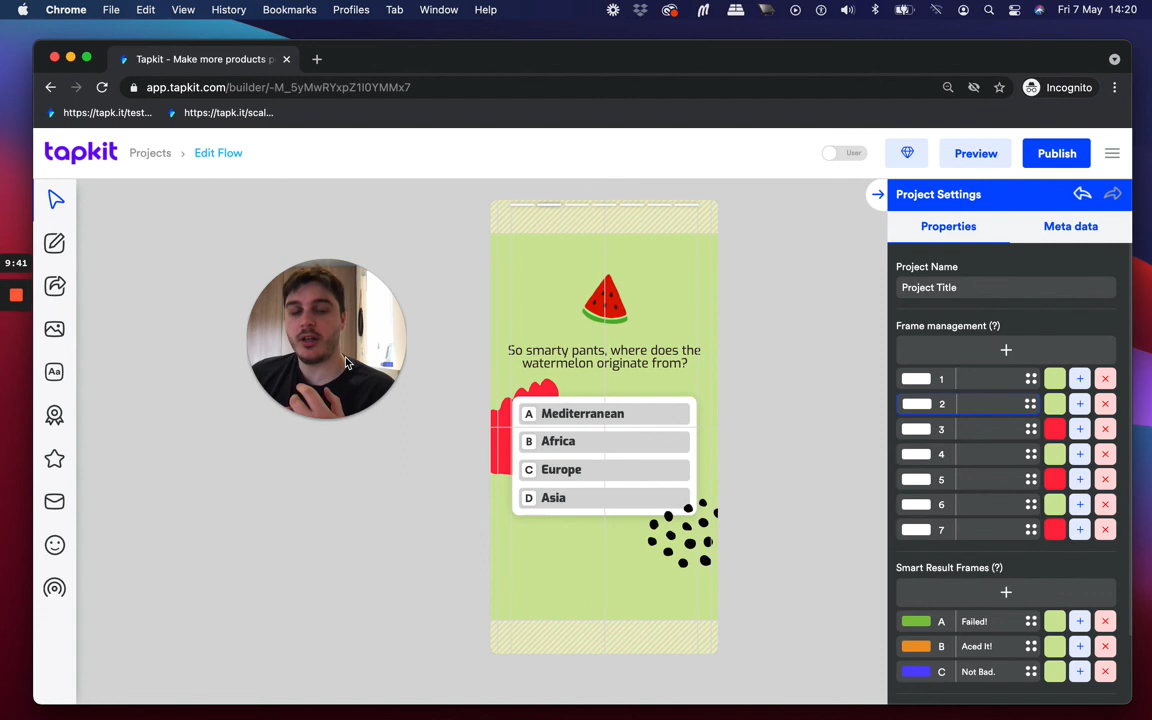 Chrome File Edit View History Bookmarks Profiles Tab Window Help Fri 7 May 14:20
Tapkit - Make more products p
app.tapkit.com/builder/-M_5yMwRYxpZ1I0YMMx7 Incognito
https://tapk.it/test... https://tapk.it/scal...
tapkit Projects > Edit Flow User Preview Publish
Project Settings
Properties Meta data
9:41
Project Name
Project Title
Frame management (?)
+
1
2
3
4
5
6
7
Smart Result Frames (?)
+
A Failed!
B Aced It!
C Not Bad.
Aa
So smarty pants, where does the
watermelon originate from?
A Mediterranean
B Africa
C Europe
D Asia